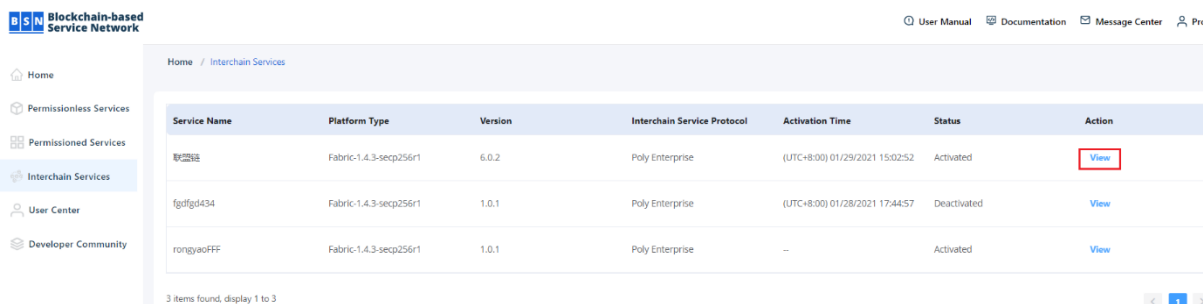 BSN Blockchain-based Service Network
User Manual Documentation Message Center Pro
Home / Interchain Services
Home
Permissionless Services
Permissioned Services
Interchain Services
User Center
Developer Community
Service Name Platform Type Version Interchain Service Protocol Activation Time Status Action
联盟链 Fabric-1.4.3-secp256r1 6.0.2 Poly Enterprise (UTC+8:00) 01/29/2021 15:02:52 Activated View
fgdfgd434 Fabric-1.4.3-secp256r1 1.0.1 Poly Enterprise (UTC+8:00) 01/28/2021 17:44:57 Deactivated View
rongyaoFFF Fabric-1.4.3-secp256r1 1.0.1 Poly Enterprise -- Activated View
3 items found, display 1 to 3
< 1